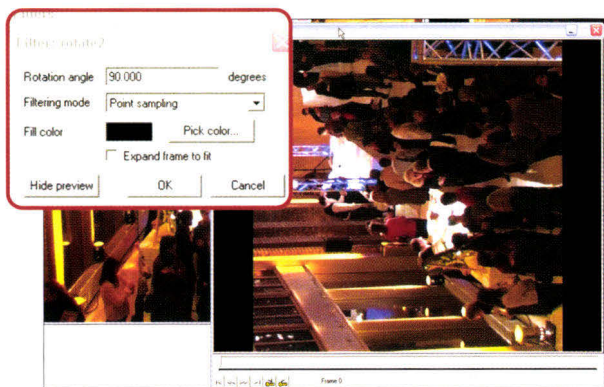 Filter: rotate2
Rotation angle 90.000 degrees
Filtering mode Point sampling
Fill color Pick color...
Expand frame to fit
Hide preview OK Cancel
Frame 0